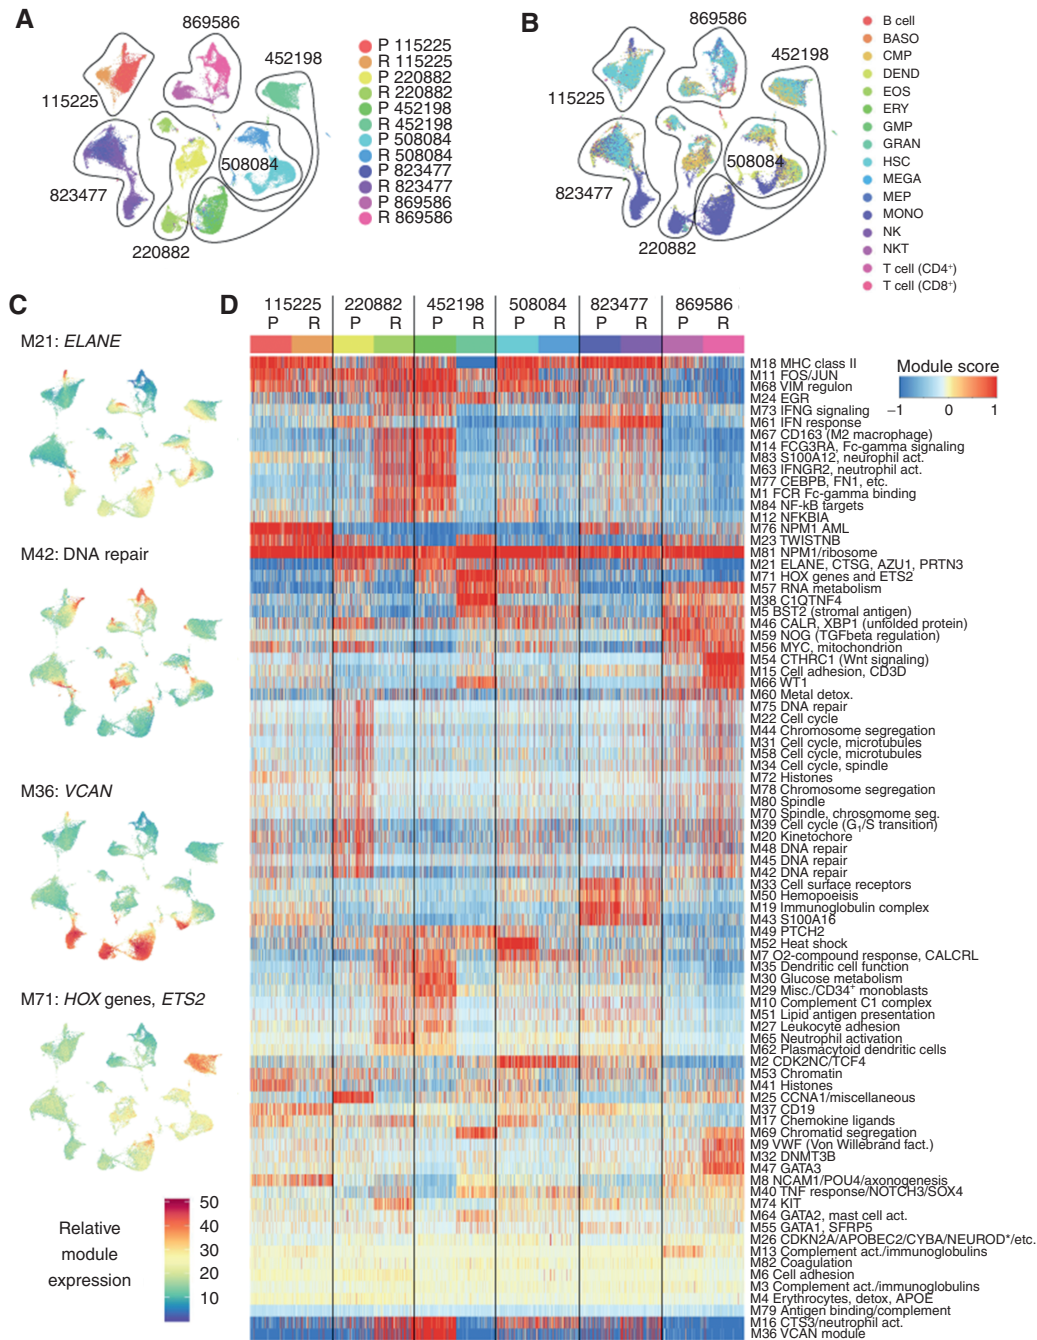 A
869586
452198
115225
508084
823477
220882
P 115225
R 115225
P 220882
R 220882
P 452198
R 452198
P 508084
R 508084
P 823477
R 823477
P 869586
R 869586
B
869586
452198
115225
508084
823477
220882
B cell
BASO
CMP
DEND
EOS
ERY
GMP
GRAN
HSC
MEGA
MEP
MONO
NK
NKT
T cell (CD4⁺)
T cell (CD8⁺)
C
M21: ELANE
M42: DNA repair
M36: VCAN
M71: HOX genes, ETS2
Relative
module
expression
50
40
30
20
10
D
115225 220882 452198 508084 823477 869586
P R P R P R P R P R P R
Module score
−1 0 1
M18 MHC class II
M11 FOS/JUN
M68 VIM regulon
M24 EGR
M73 IFNG signaling
M61 IFN response
M67 CD163 (M2 macrophage)
M14 FCG3RA, Fc-gamma signaling
M83 S100A12, neurophil act.
M63 IFNGR2, neutrophil act.
M77 CEBPB, FN1, etc.
M1 FCR Fc-gamma binding
M84 NF-kB targets
M12 NFKBIA
M76 NPM1 AML
M23 TWISTNB
M81 NPM1/ribosome
M21 ELANE, CTSG, AZU1, PRTN3
M71 HOX genes and ETS2
M57 RNA metabolism
M38 C1QTNF4
M5 BST2 (stromal antigen)
M46 CALR, XBP1 (unfolded protein)
M59 NOG (TGFbeta regulation)
M56 MYC, mitochondrion
M54 CTHRC1 (Wnt signaling)
M15 Cell adhesion, CD3D
M66 WT1
M60 Metal detox.
M75 DNA repair
M22 Cell cycle
M44 Chromosome segregation
M31 Cell cycle, microtubules
M58 Cell cycle, microtubules
M34 Cell cycle, spindle
M72 Histones
M78 Chromosome segregation
M80 Spindle
M70 Spindle, chromosome seg.
M39 Cell cycle (G₁/S transition)
M20 Kinetochore
M48 DNA repair
M45 DNA repair
M42 DNA repair
M33 Cell surface receptors
M50 Hemopoeisis
M19 Immunoglobulin complex
M43 S100A16
M49 PTCH2
M52 Heat shock
M7 O2-compound response, CALCRL
M35 Dendritic cell function
M30 Glucose metabolism
M29 Misc./CD34⁺ monoblasts
M10 Complement C1 complex
M51 Lipid antigen presentation
M27 Leukocyte adhesion
M65 Neutrophil activation
M62 Plasmacytoid dendritic cells
M2 CDK2NC/TCF4
M53 Chromatin
M41 Histones
M25 CCNA1/miscellaneous
M37 CD19
M17 Chemokine ligands
M69 Chromatid segregation
M9 VWF (Von Willebrand fact.)
M32 DNMT3B
M47 GATA3
M8 NCAM1/POU4/axonogenesis
M40 TNF response/NOTCH3/SOX4
M74 KIT
M64 GATA2, mast cell act.
M55 GATA1, SFRP5
M26 CDKN2A/APOBEC2/CYBA/NEUROD*/etc.
M13 Complement act./immunoglobulins
M82 Coagulation
M6 Cell adhesion
M3 Complement act./immunoglobulins
M4 Erythrocytes, detox, APOE
M79 Antigen binding/complement
M16 CTS3/neutrophil act.
M36 VCAN module